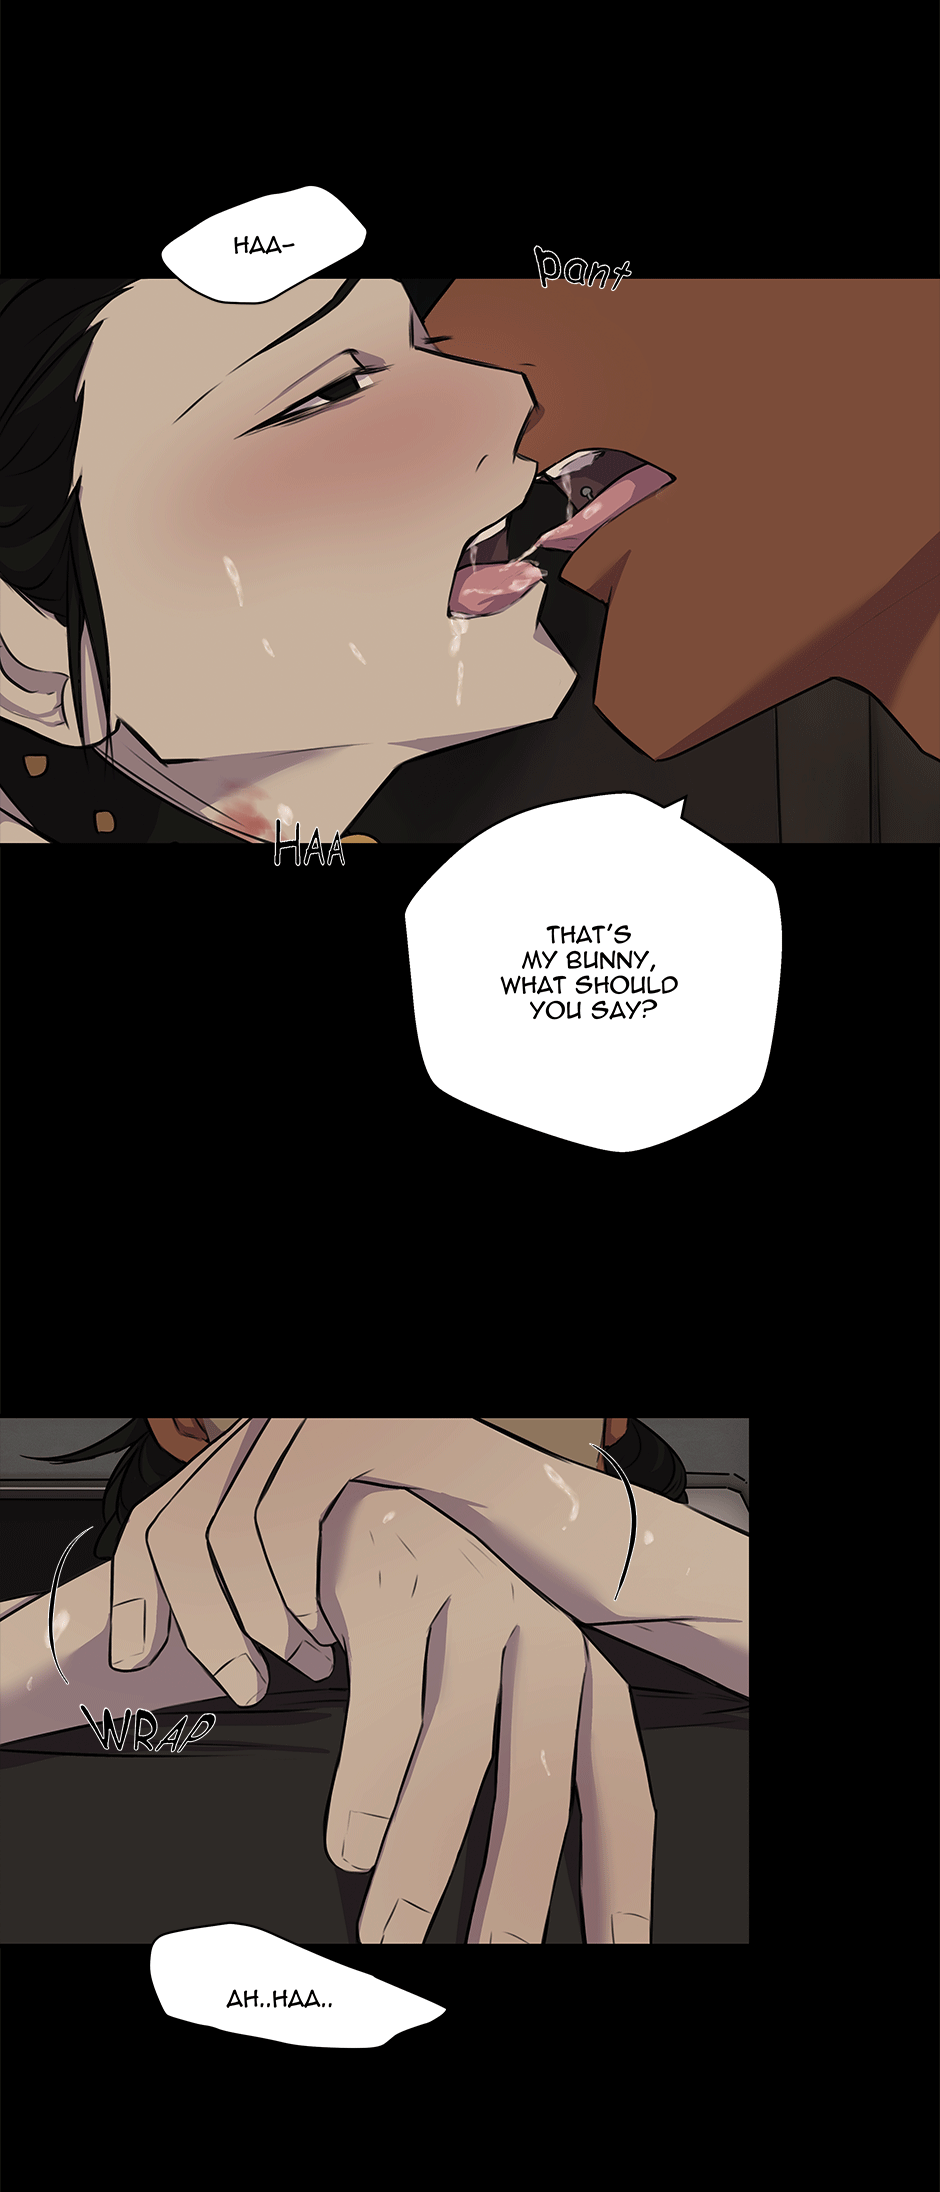 HAA-
pant
HAA
THAT'S
MY BUNNY,
WHAT SHOULD
YOU SAY?
WRAP
AH..HAA..